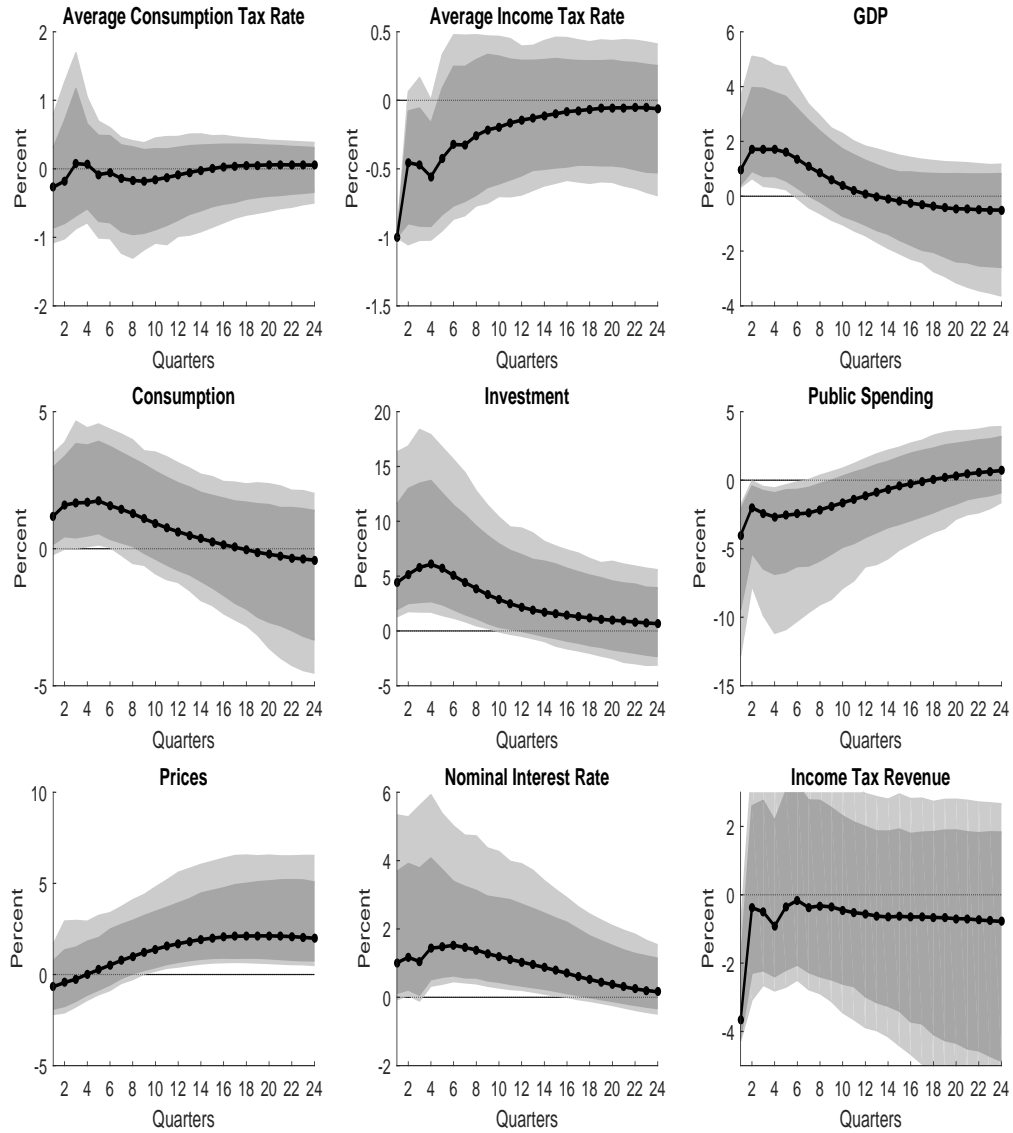 Average Consumption Tax Rate
2
1
0
-1
-2
Percent
2 4 6 8 10 12 14 16 18 20 22 24
Quarters
Average Income Tax Rate
0.5
0
-0.5
-1
-1.5
Percent
2 4 6 8 10 12 14 16 18 20 22 24
Quarters
GDP
6
4
2
0
-2
-4
Percent
2 4 6 8 10 12 14 16 18 20 22 24
Quarters
Consumption
5
0
-5
Percent
2 4 6 8 10 12 14 16 18 20 22 24
Quarters
Investment
20
15
10
5
0
-5
Percent
2 4 6 8 10 12 14 16 18 20 22 24
Quarters
Public Spending
5
0
-5
-10
-15
Percent
2 4 6 8 10 12 14 16 18 20 22 24
Quarters
Prices
10
5
0
-5
Percent
2 4 6 8 10 12 14 16 18 20 22 24
Quarters
Nominal Interest Rate
6
4
2
0
-2
Percent
2 4 6 8 10 12 14 16 18 20 22 24
Quarters
Income Tax Revenue
2
0
-2
-4
Percent
2 4 6 8 10 12 14 16 18 20 22 24
Quarters